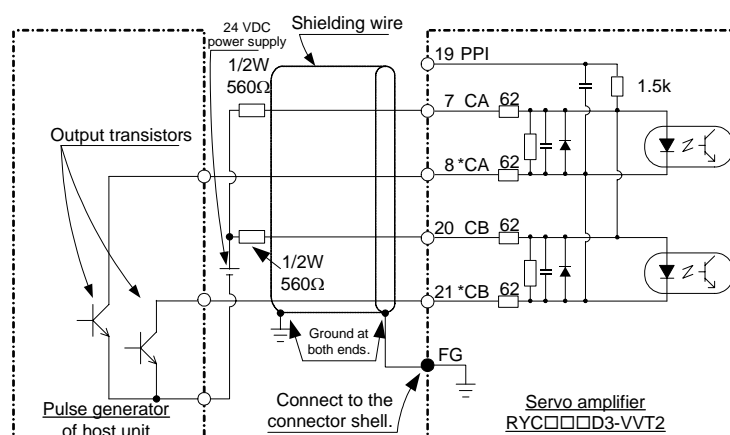 24 VDC
power supply
Shielding wire
19 PPI
1/2W
560Ω
7 CA 62
1.5k
Output transistors
8 *CA 62
20 CB 62
1/2W
560Ω
21 *CB 62
Ground at
both ends.
FG
Connect to the
connector shell.
Pulse generator
of host unit
Servo amplifier
RYC□□□D3-VVT2